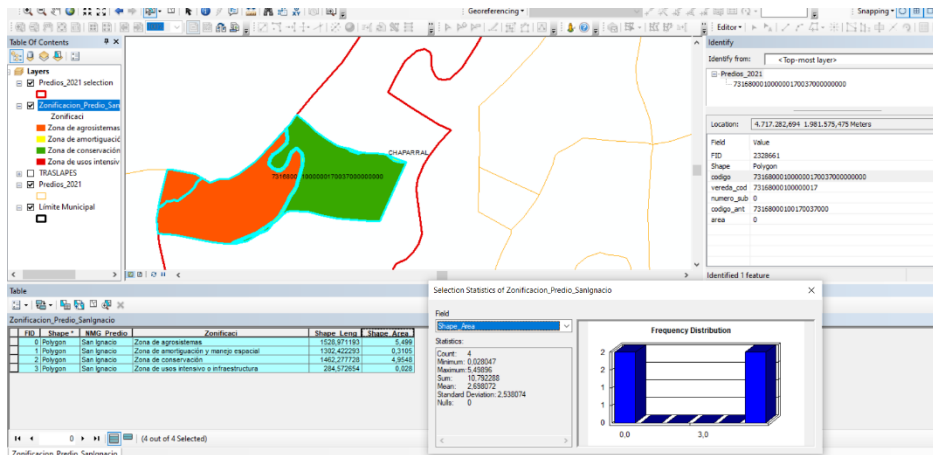 Georeferencing
Snapping
Editor
Table Of Contents
Layers
Predios_2021 selection
Zonificacion_Predio_San
Zonificaci
Zona de agrosistemas
Zona de amortiguació
Zona de conservación
Zona de usos intensiv
TRASLAPES
Predios_2021
Límite Municipal
CHAPARRAL
Identify
Identify from: <Top-most layer>
Predios_2021
Location: 4.717.282,694 1.981.575,475 Meters
Field Value
FID 2328661
Shape Polygon
codigo
vereda_cod 73168000100000017
numero_sub 0
codigo_ant 73168000100170037000
area 0
Identified 1 feature
Table
Zonificacion_Predio_SanIgnacio
FID Shape * NMG_Predio Zonificaci Shape_Leng Shape_Area
0 Polygon San Ignacio Zona de agrosistemas 1528,971193 5,499
1 Polygon San Ignacio Zona de amortiguación y manejo espacial 1302,422293 0,3105
2 Polygon San Ignacio Zona de conservación 1462,277728 4,9548
3 Polygon San Ignacio Zona de usos intensivo o infraestructura 284,572654 0,028
0
(4 out of 4 Selected)
Zonificacion_Predio_SanIgnacio
Selection Statistics of Zonificacion_Predio_SanIgnacio
Field
Shape_Area
Statistics:
Count: 4
Minimum: 0,028047
Maximum: 5,49896
Sum: 10,792288
Mean: 2,698072
Standard Deviation: 2,538074
Nulls: 0
Frequency Distribution
2
2
1
1
0
0,0 3,0